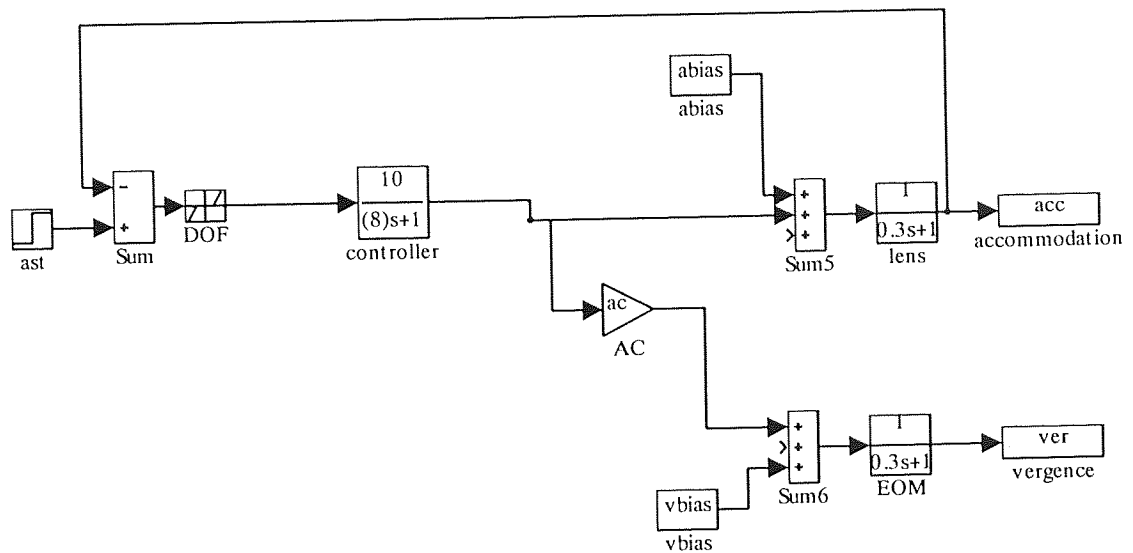 abias
abias
-
+
Sum
ast
DOF
10
(8)s+1
controller
+
+
+
Sum5
1
0.3s+1
lens
acc
accommodation
ac
AC
+
+
+
Sum6
1
0.3s+1
EOM
ver
vergence
vbias
vbias